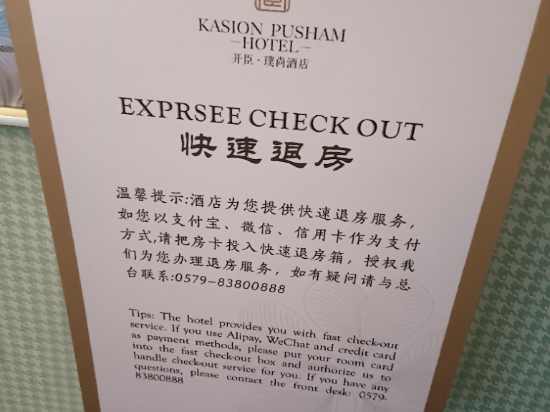 KASION PUSHAM
—HOTEL—
开臣·璞尚酒店
EXPRSEE CHECK OUT
快速退房
温馨提示:酒店为您提供快速退房服务,
如您以支付宝、微信、信用卡作为支付
方式,请把房卡投入快速退房箱,授权我
们为您办理退房服务,如有疑问请与总
台联系:0579-83800888
Tips: The hotel provides you with fast check-out
service. If you use Alipay, WeChat and credit card
as payment methods, please put your room card
into the fast check-out box and authorize us to
handle check-out service for you. If you have any
questions, please contact the front desk: 0579-
83800888